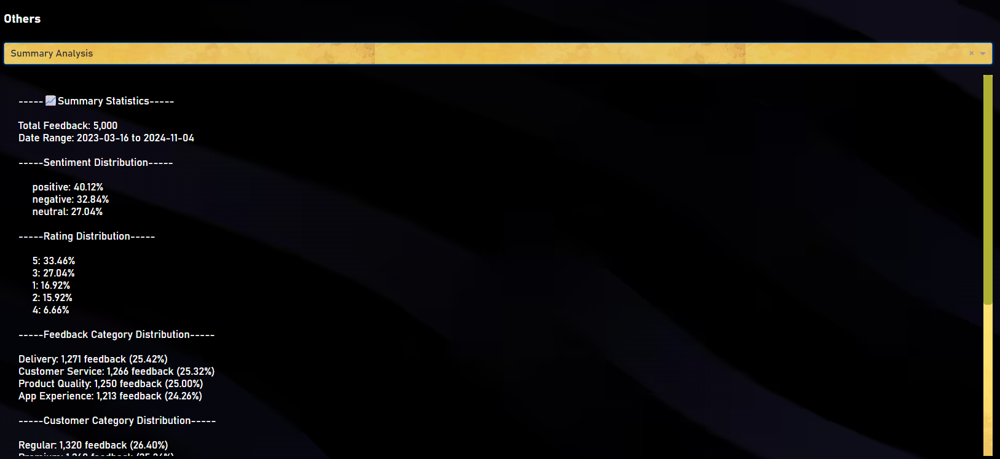 Others
Summary Analysis
-----📈Summary Statistics-----
Total Feedback: 5,000
Date Range: 2023-03-16 to 2024-11-04
-----Sentiment Distribution-----
positive: 40.12%
negative: 32.84%
neutral: 27.04%
-----Rating Distribution-----
5: 33.46%
3: 27.04%
1: 16.92%
2: 15.92%
4: 6.66%
-----Feedback Category Distribution-----
Delivery: 1,271 feedback (25.42%)
Customer Service: 1,266 feedback (25.32%)
Product Quality: 1,250 feedback (25.00%)
App Experience: 1,213 feedback (24.26%)
-----Customer Category Distribution-----
Regular: 1,320 feedback (26.40%)